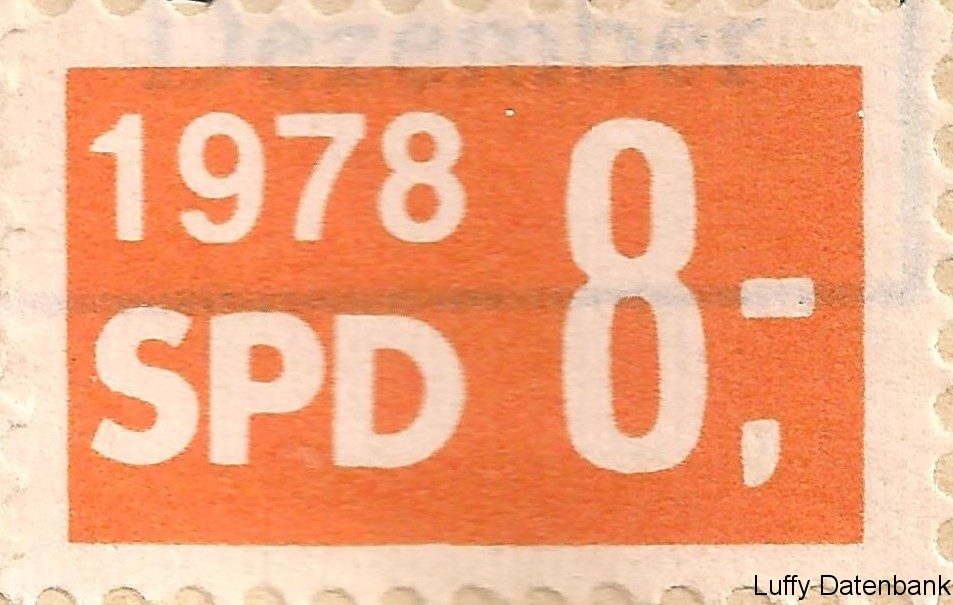 1978
SPD
8,-
Luffy Datenbank